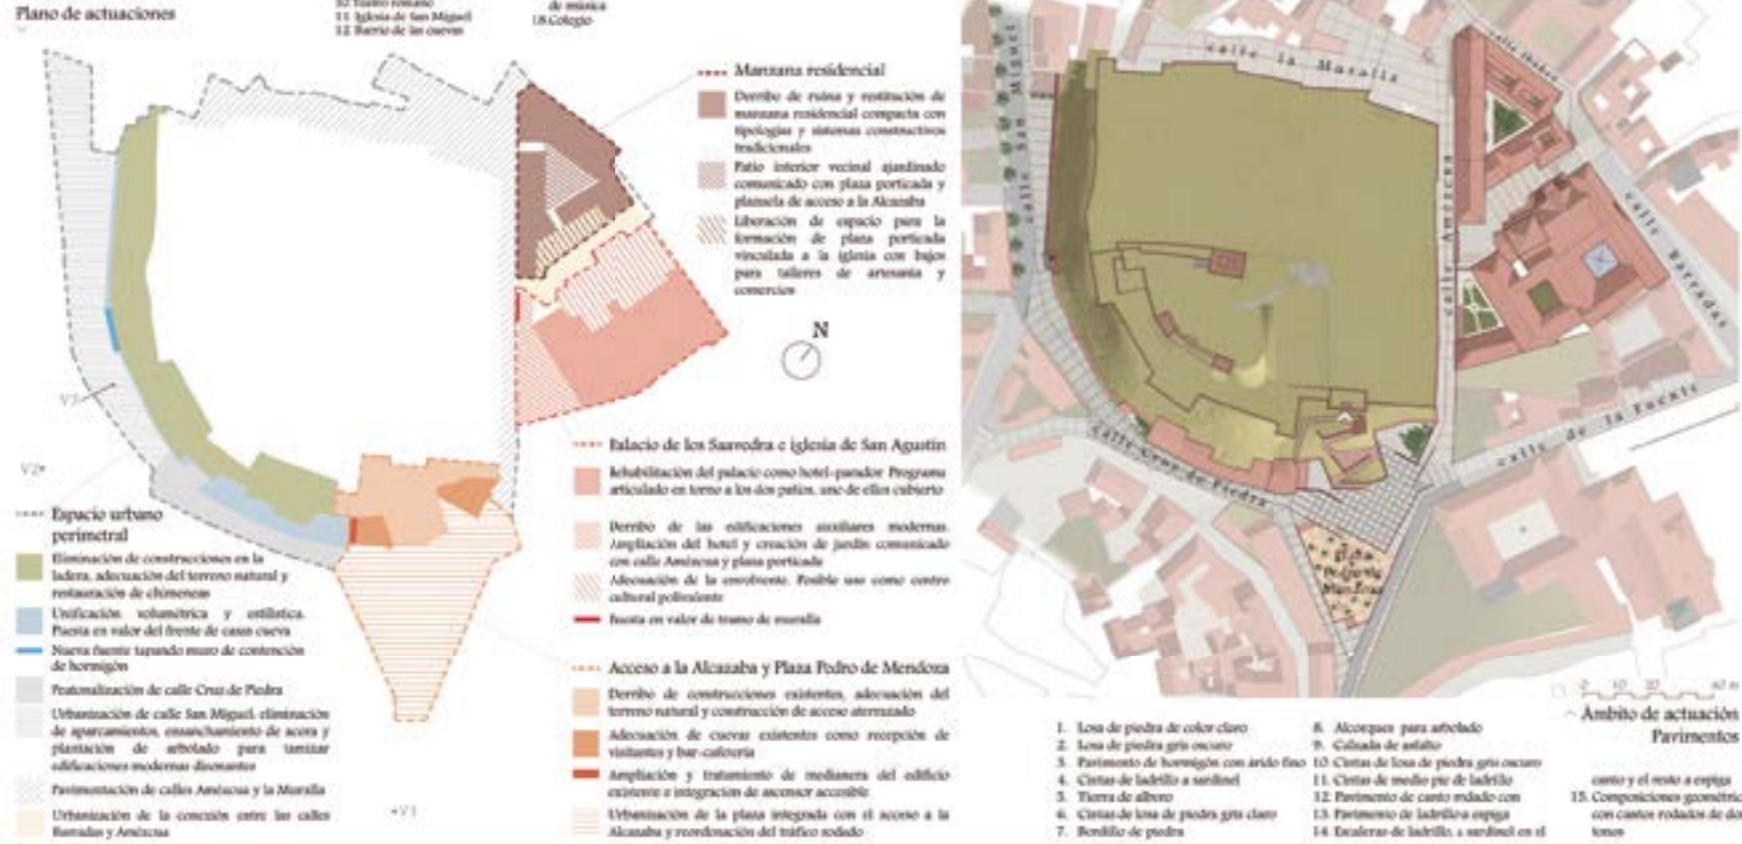 Plano de actuaciones
10 Teatro romano
11 Iglesia de San Miguel
12 Barrio de las cuevas
de música
18 Colegio
Manzana residencial
Derribo de ruina y restitución de
manzana residencial compacta con
tipologías y sistemas constructivos
tradicionales
Patio interior vecinal ajardinado
comunicado con plaza porticada y
plazuela de acceso a la Alcazaba
Liberación de espacio para la
formación de plaza porticada
vinculada a la iglesia con bajos
para talleres de artesanía y
comercios
N
Palacio de los Saavedra e iglesia de San Agustín
Rehabilitación del palacio como hotel-parador. Programa
articulado en torno a los dos patios, uno de ellos cubierto
Derribo de las edificaciones auxiliares modernas.
Ampliación del hotel y creación de jardín comunicado
con calle Amézcua y plaza porticada
Adecuación de la envolvente. Posible uso como centro
cultural polivalente
Puesta en valor de tramo de muralla
Acceso a la Alcazaba y Plaza Pedro de Mendoza
Derribo de construcciones existentes, adecuación del
terreno natural y construcción de acceso aterrazado
Adecuación de cuevas existentes como recepción de
visitantes y bar-cafetería
Ampliación y tratamiento de medianera del edificio
existente e integración de ascensor accesible
Urbanización de la plaza integrada con el acceso a la
Alcazaba y reordenación del tráfico rodado
V3
V2
V1
Espacio urbano
perimetral
Eliminación de construcciones en la
ladera, adecuación del terreno natural y
restauración de chimeneas
Unificación volumétrica y estilística.
Puesta en valor del frente de casas cueva
Nueva fuente tapando muro de contención
de hormigón
Peatonalización de calle Cruz de Piedra
Urbanización de calle San Miguel: eliminación
de aparcamientos, ensanchamiento de acera y
plantación de arbolado para tamizar
edificaciones modernas disonantes
Pavimentación de calles Amézcua y la Muralla
Urbanización de la conexión entre las calles
Barradas y Amézcua
calle San Miguel
calle la Muralla
calle Amézcua
calle Barradas
calle de la Fuente
calle Cruz de Piedra
0 10 20 40 m
Ámbito de actuación
Pavimentos
1. Losa de piedra de color claro
2. Losa de piedra gris oscuro
3. Pavimento de hormigón con árido fino
4. Cintas de ladrillo a sardinel
5. Tierra de albero
6. Cintas de losa de piedra gris claro
7. Bordillo de piedra
8. Alcorques para arbolado
9. Calzada de asfalto
10. Cintas de losa de piedra gris oscuro
11. Cintas de medio pie de ladrillo
12. Pavimento de canto rodado con
13. Pavimento de ladrillo a espiga
14. Escaleras de ladrillo, a sardinel en el
canto y el resto a espiga
15. Composiciones geométric
con cantos rodados de do
tonos